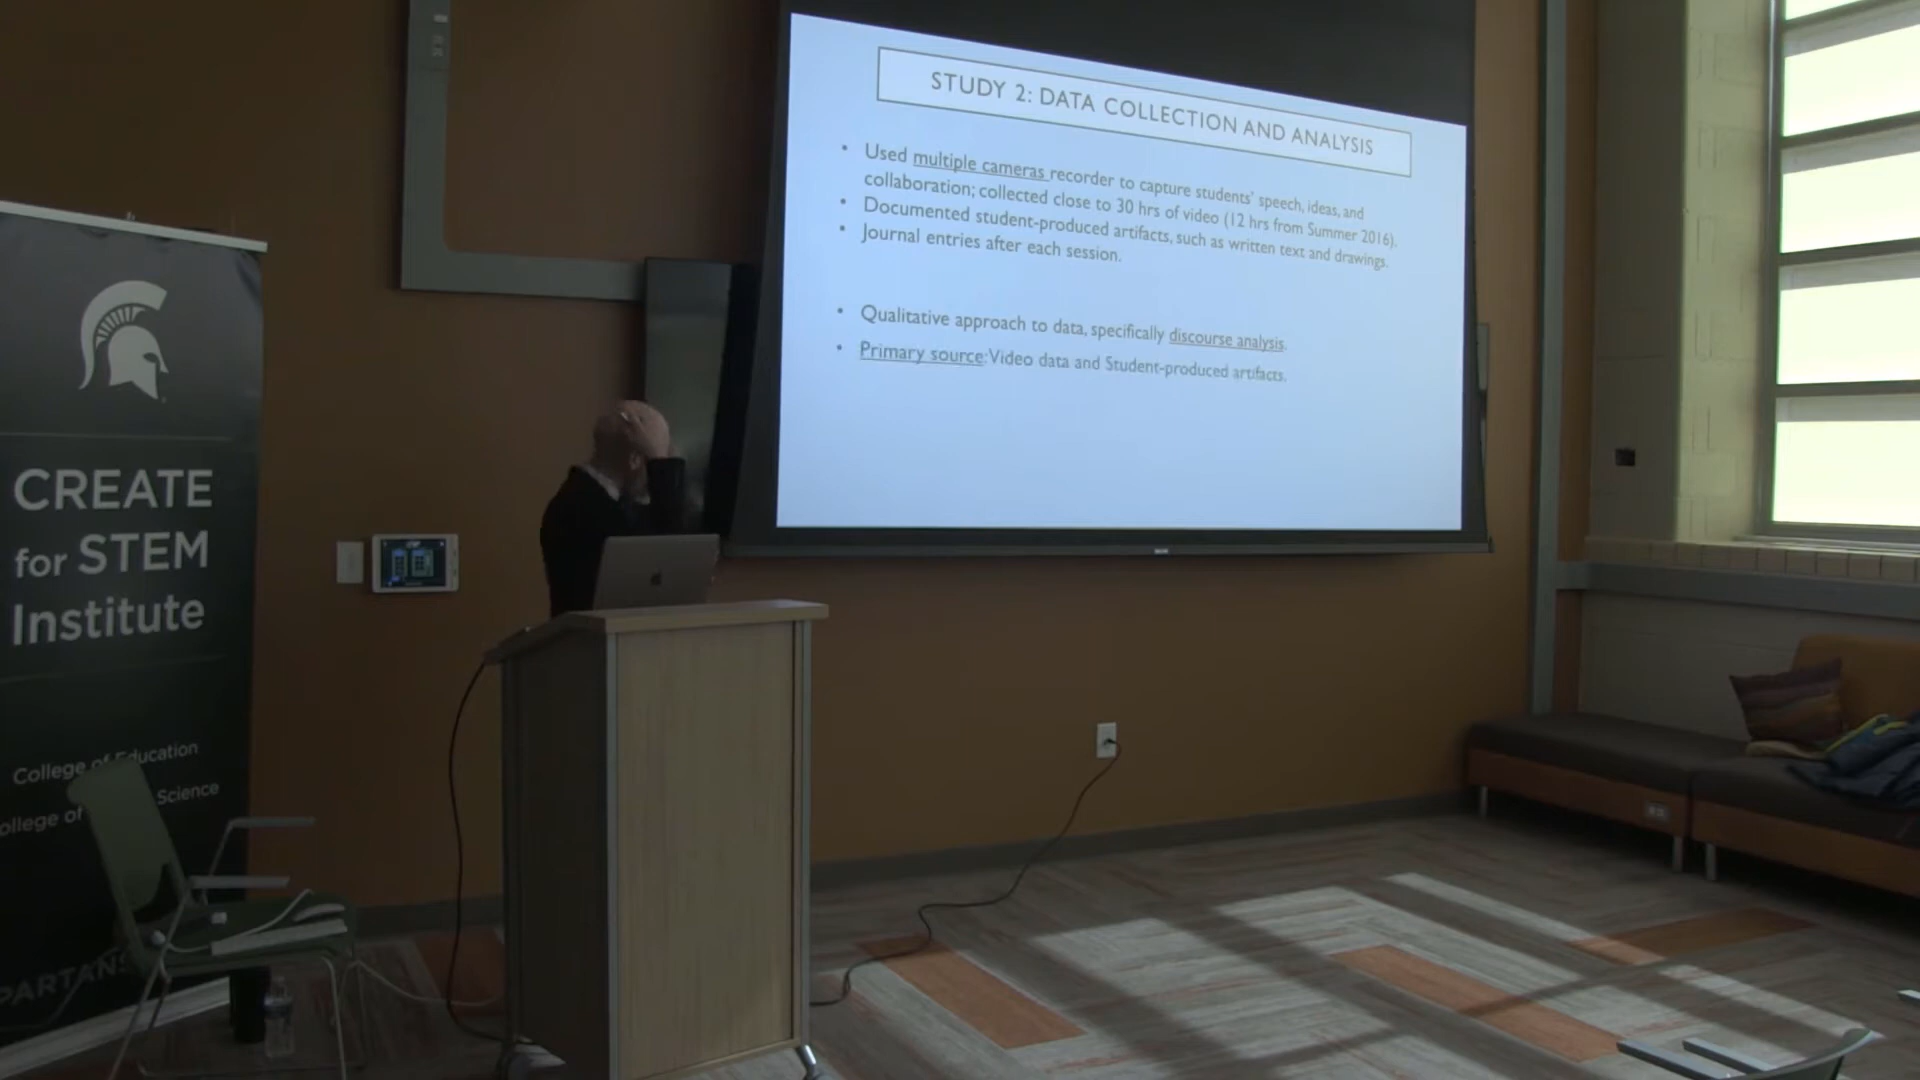 STUDY 2: DATA COLLECTION AND ANALYSIS
• Used multiple cameras recorder to capture students' speech, ideas, and
collaboration; collected close to 30 hrs of video (12 hrs from Summer 2016).
• Documented student-produced artifacts, such as written text and drawings.
• Journal entries after each session.
• Qualitative approach to data, specifically discourse analysis.
• Primary source: Video data and Student-produced artifacts.
CREATE
for STEM
Institute
College of Education
College of Science